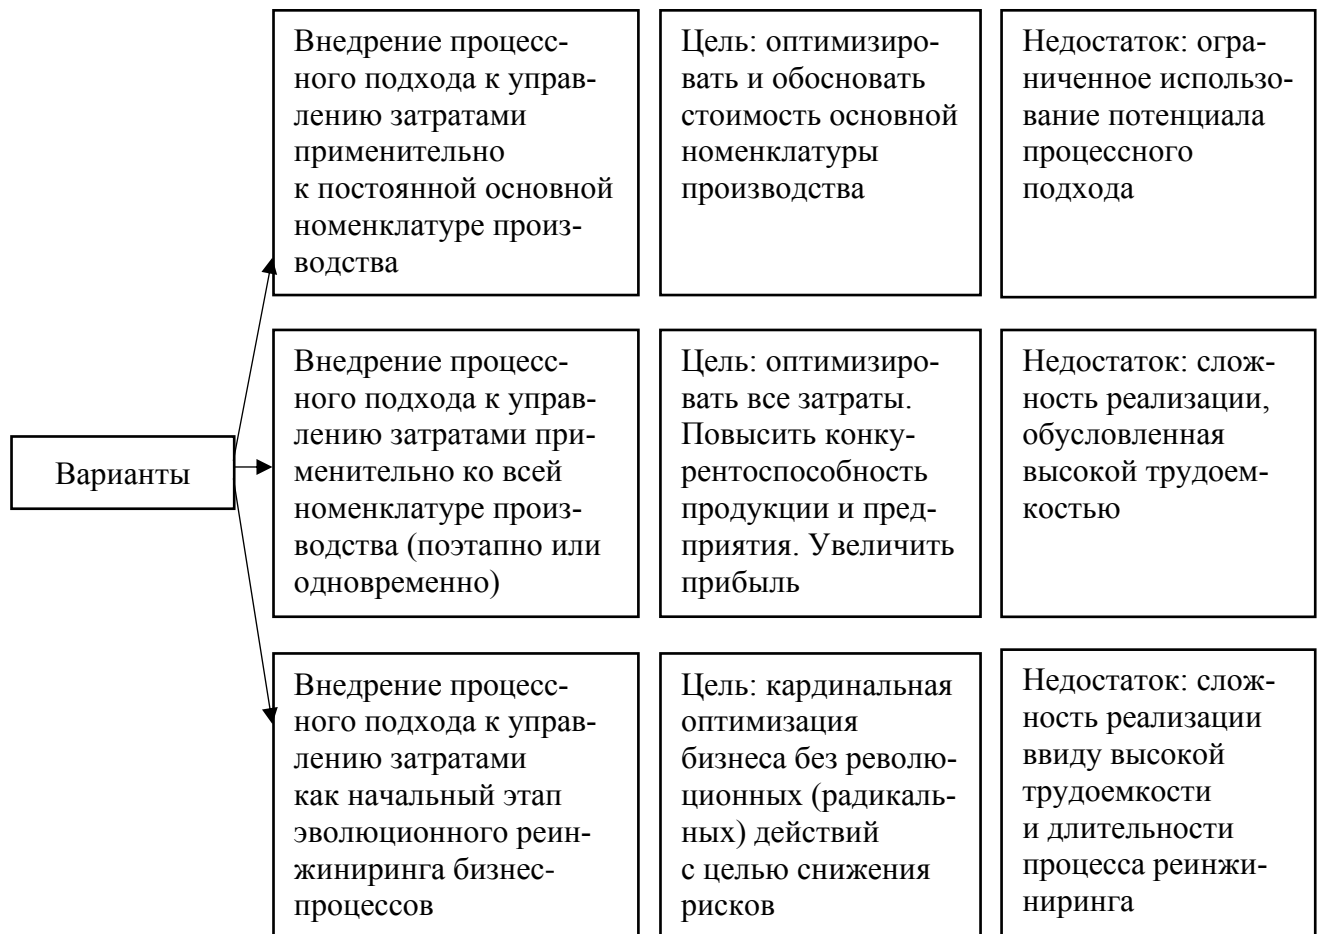 Внедрение процесс-
ного подхода к управ-
лению затратами
применительно
к постоянной основной
номенклатуре произ-
водства
Цель: оптимизиро-
вать и обосновать
стоимость основной
номенклатуры
производства
Недостаток: огра-
ниченное использо-
вание потенциала
процессного
подхода
Варианты
Внедрение процесс-
ного подхода к управ-
лению затратами при-
менительно ко всей
номенклатуре произ-
водства (поэтапно или
одновременно)
Цель: оптимизиро-
вать все затраты.
Повысить конку-
рентоспособность
продукции и пред-
приятия. Увеличить
прибыль
Недостаток: слож-
ность реализации,
обусловленная
высокой трудоем-
костью
Внедрение процесс-
ного подхода к управ-
лению затратами
как начальный этап
эволюционного реин-
жиниринга бизнес-
процессов
Цель: кардинальная
оптимизация
бизнеса без револю-
ционных (радикаль-
ных) действий
с целью снижения
рисков
Недостаток: слож-
ность реализации
ввиду высокой
трудоемкости
и длительности
процесса реинжи-
ниринга